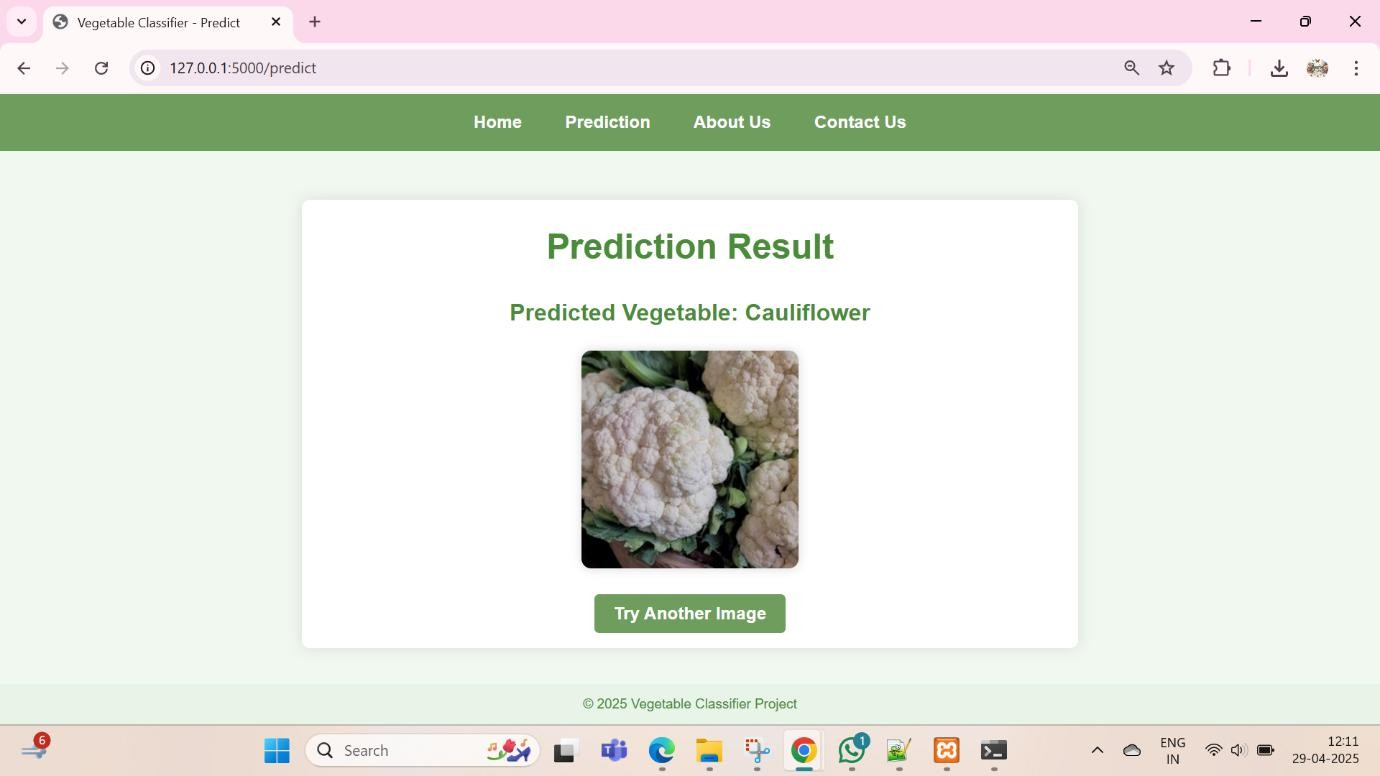 Vegetable Classifier - Predict
127.0.0.1:5000/predict
Home Prediction About Us Contact Us
Prediction Result
Predicted Vegetable: Cauliflower
Try Another Image
© 2025 Vegetable Classifier Project
6
Search
1
ENG
IN
12:11
29-04-2025